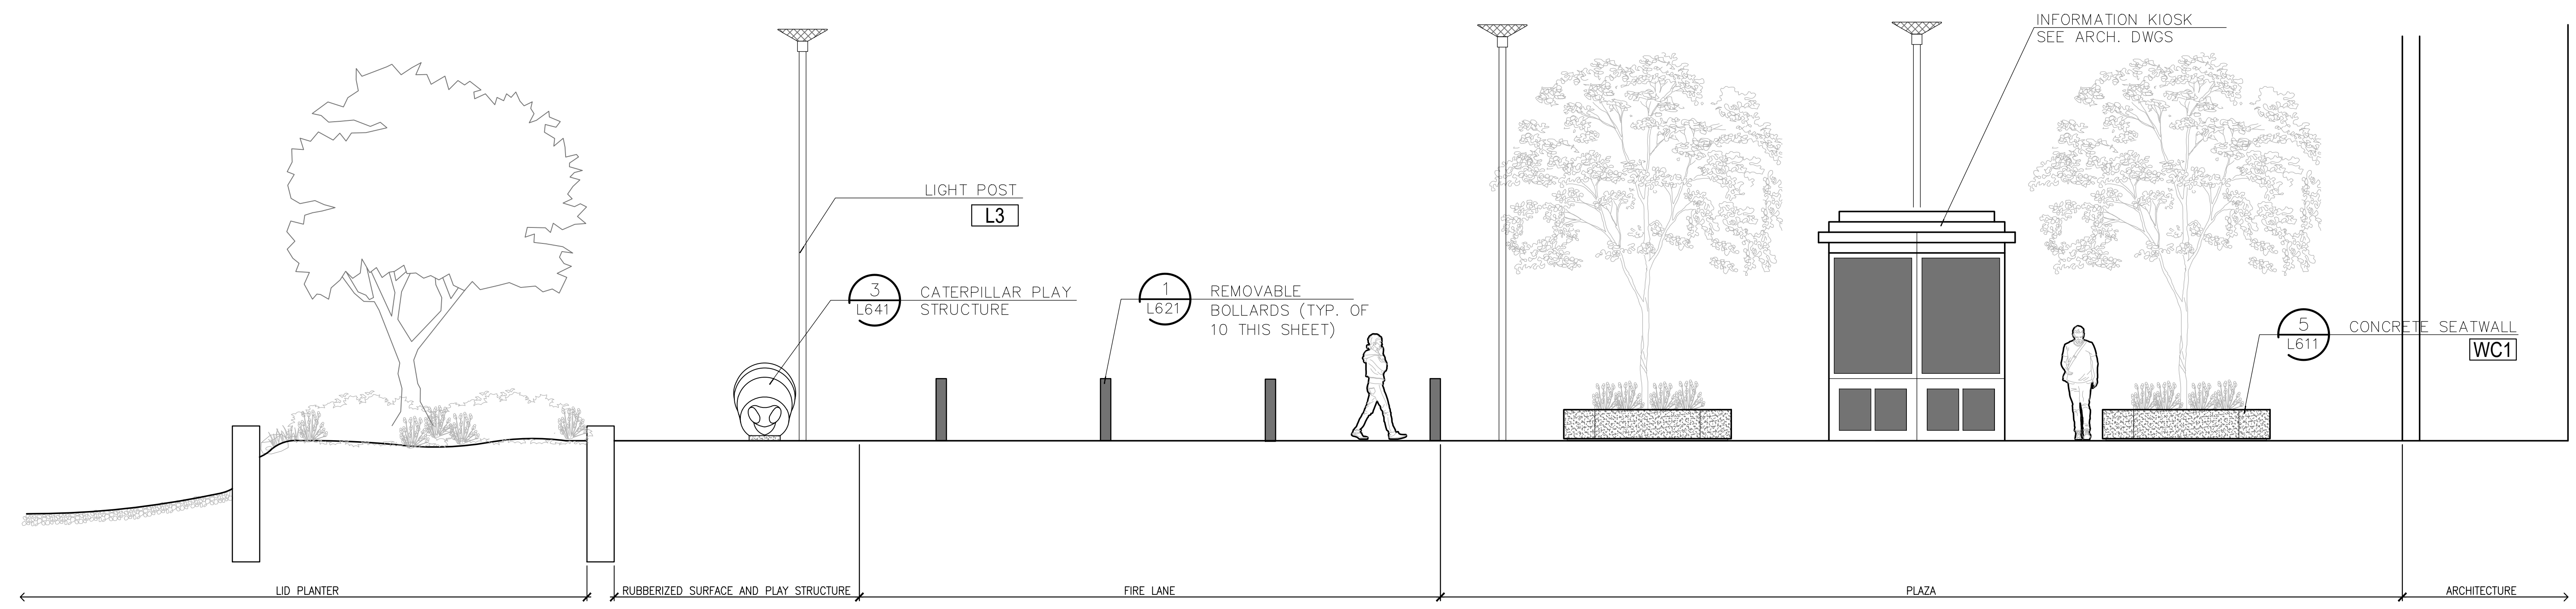 INFORMATION KIOSK
SEE ARCH. DWGS
LIGHT POST
L3
3
L641
CATERPILLAR PLAY
STRUCTURE
1
L621
REMOVABLE
BOLLARDS (TYP. OF
10 THIS SHEET)
5
L611
CONCRETE SEATWALL
WC1
LID PLANTER
RUBBERIZED SURFACE AND PLAY STRUCTURE
FIRE LANE
PLAZA
ARCHITECTURE